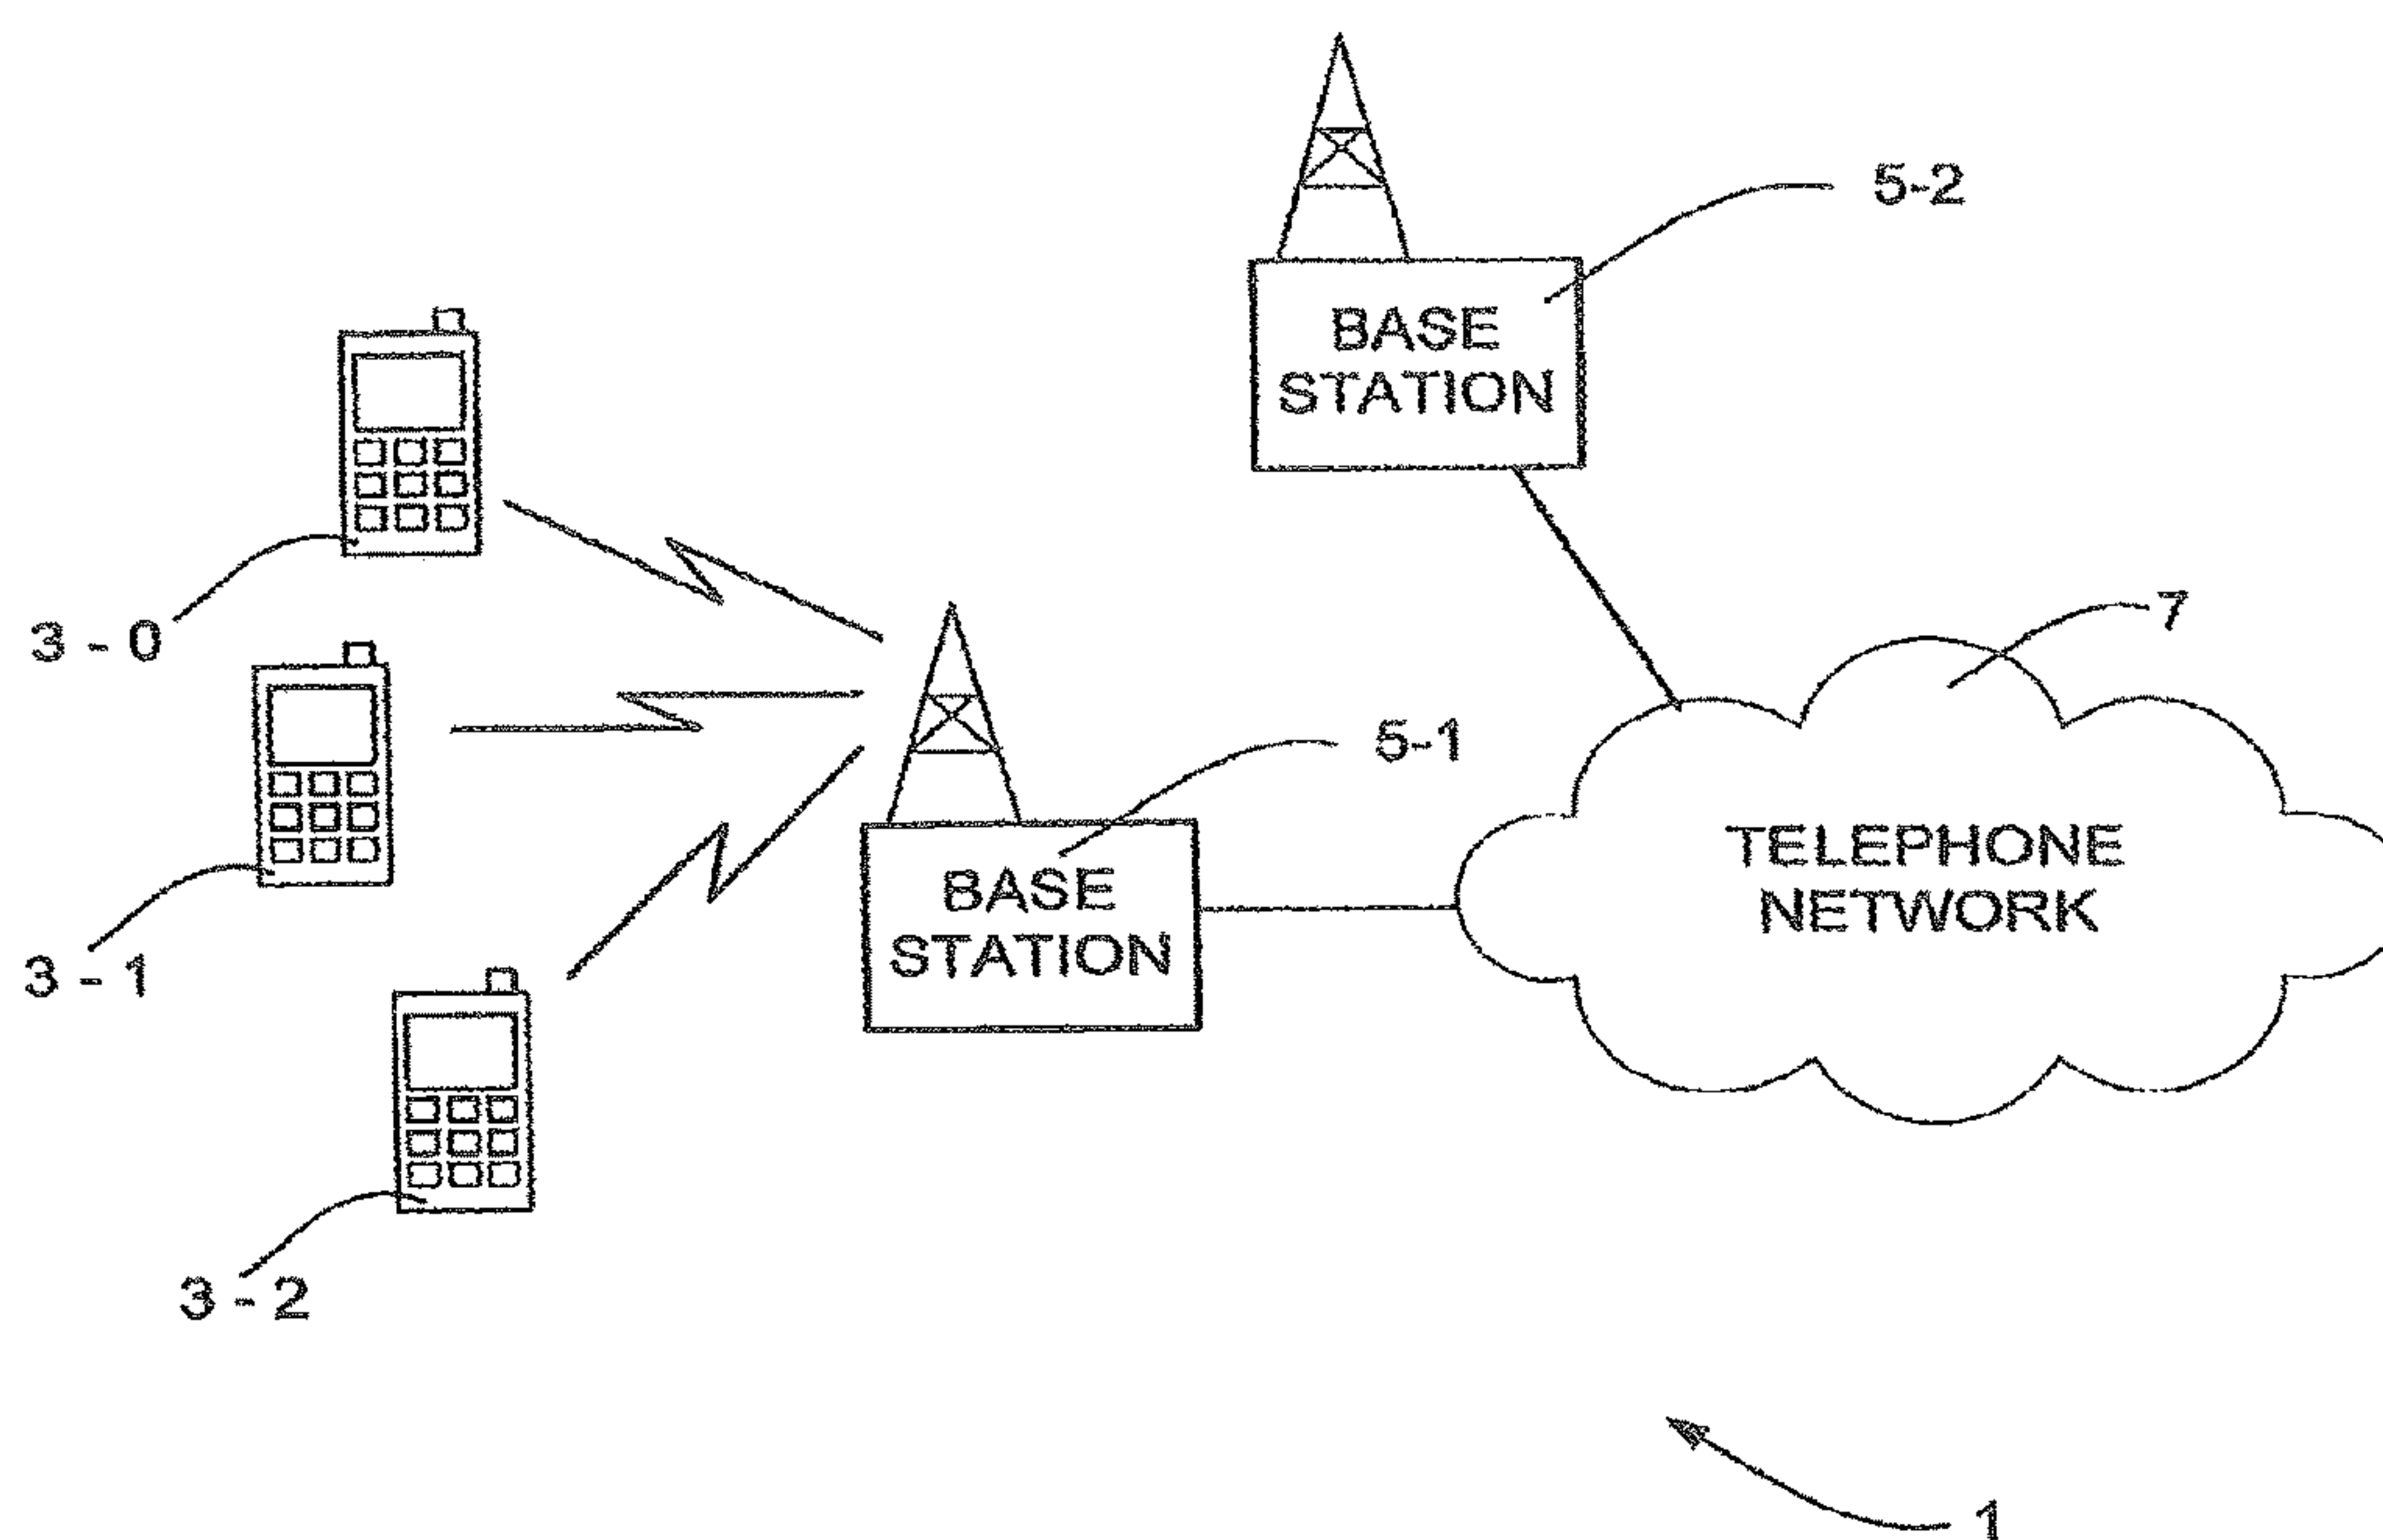 5-2
BASE
STATION
3 - 0
7
5-1
TELEPHONE
NETWORK
BASE
STATION
3 - 1
3 - 2
1